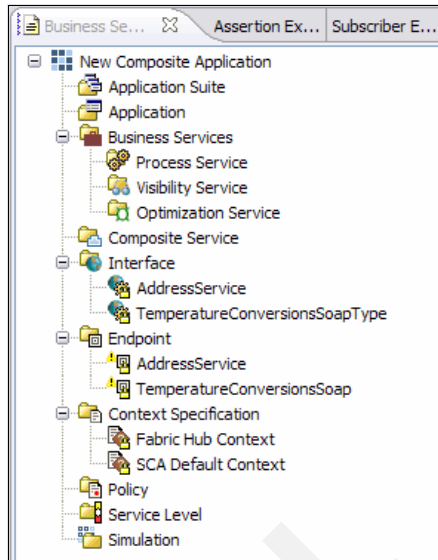 Business Se... Assertion Ex... Subscriber E...
New Composite Application
Application Suite
Application
Business Services
Process Service
Visibility Service
Optimization Service
Composite Service
Interface
AddressService
TemperatureConversionsSoapType
Endpoint
AddressService
TemperatureConversionsSoap
Context Specification
Fabric Hub Context
SCA Default Context
Policy
Service Level
Simulation